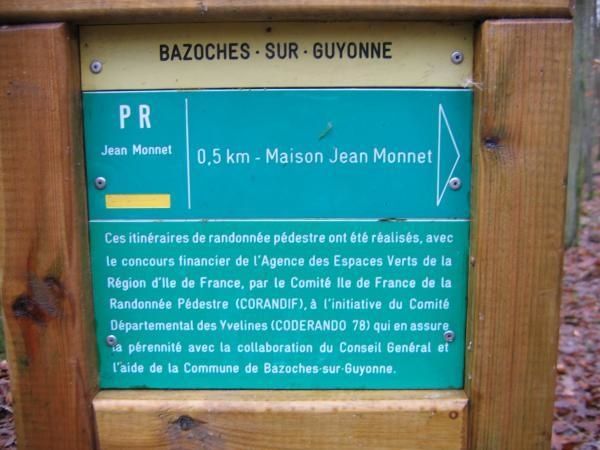 BAZOCHES · SUR · GUYONNE
PR
Jean Monnet
0,5 km - Maison Jean Monnet
Ces itinéraires de randonnée pédestre ont été réalisés, avec
le concours financier de l'Agence des Espaces Verts de la
Région d'Ile de France, par le Comité Ile de France de la
Randonnée Pédestre (CORANDIF), à l'initiative du Comité
Départemental des Yvelines (CODERANDO 78) qui en assure
la pérennité avec la collaboration du Conseil Genéral et
l'aide de la Commune de Bazoches-sur-Guyonne.